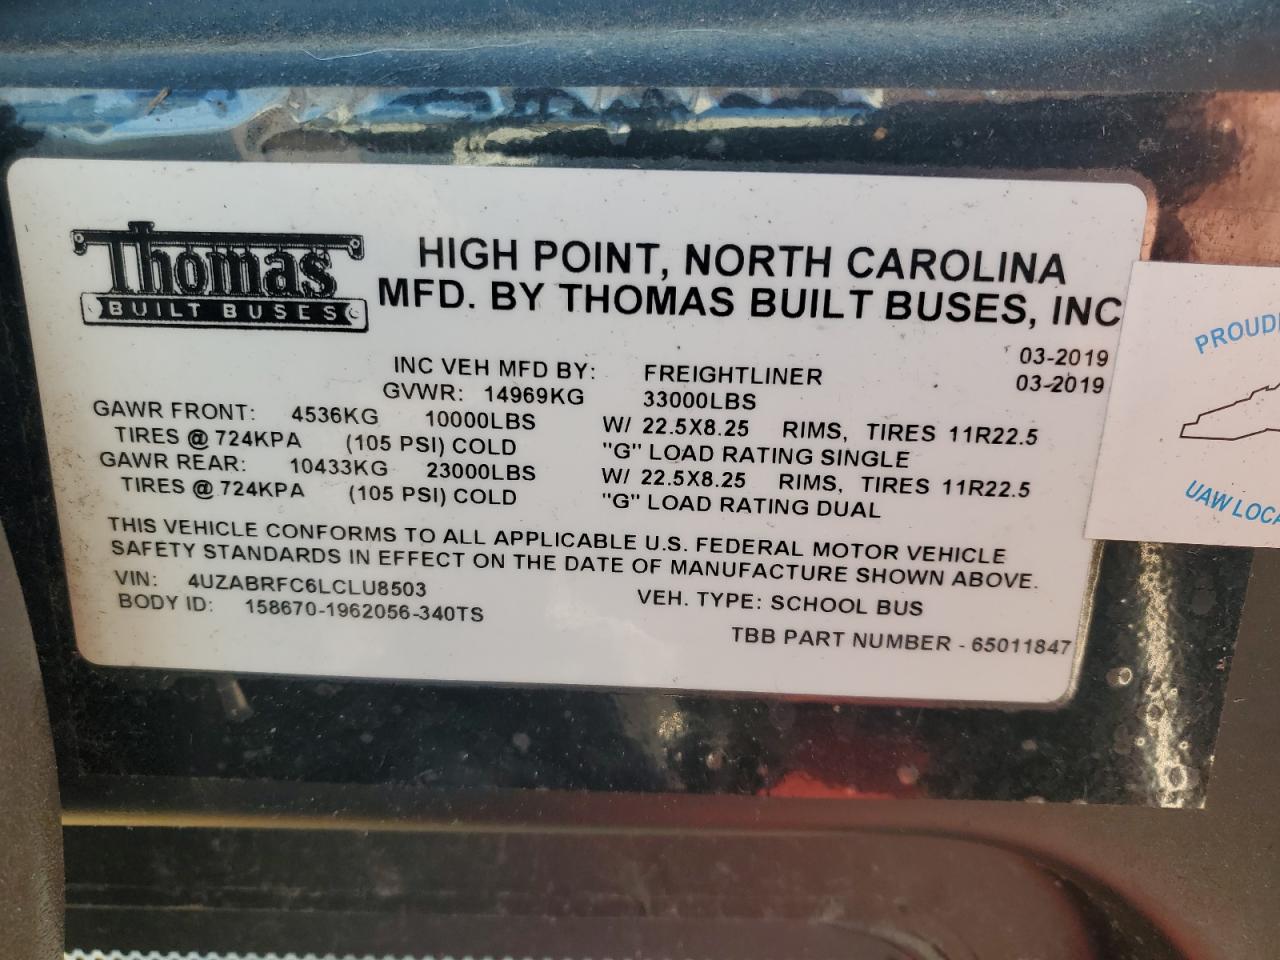 Thomas
BUILT BUSES
HIGH POINT, NORTH CAROLINA
MFD. BY THOMAS BUILT BUSES, INC
03-2019
INC VEH MFD BY: FREIGHTLINER 03-2019
GVWR: 14969KG 33000LBS
GAWR FRONT: 4536KG 10000LBS W/ 22.5X8.25 RIMS, TIRES 11R22.5
TIRES @ 724KPA (105 PSI) COLD "G" LOAD RATING SINGLE
GAWR REAR: 10433KG 23000LBS W/ 22.5X8.25 RIMS, TIRES 11R22.5
TIRES @ 724KPA (105 PSI) COLD "G" LOAD RATING DUAL
THIS VEHICLE CONFORMS TO ALL APPLICABLE U.S. FEDERAL MOTOR VEHICLE
SAFETY STANDARDS IN EFFECT ON THE DATE OF MANUFACTURE SHOWN ABOVE.
VIN: 4UZABRFC6LCLU8503 VEH. TYPE: SCHOOL BUS
BODY ID: 158670-1962056-340TS
TBB PART NUMBER - 65011847
PROUD
UAW LOCA